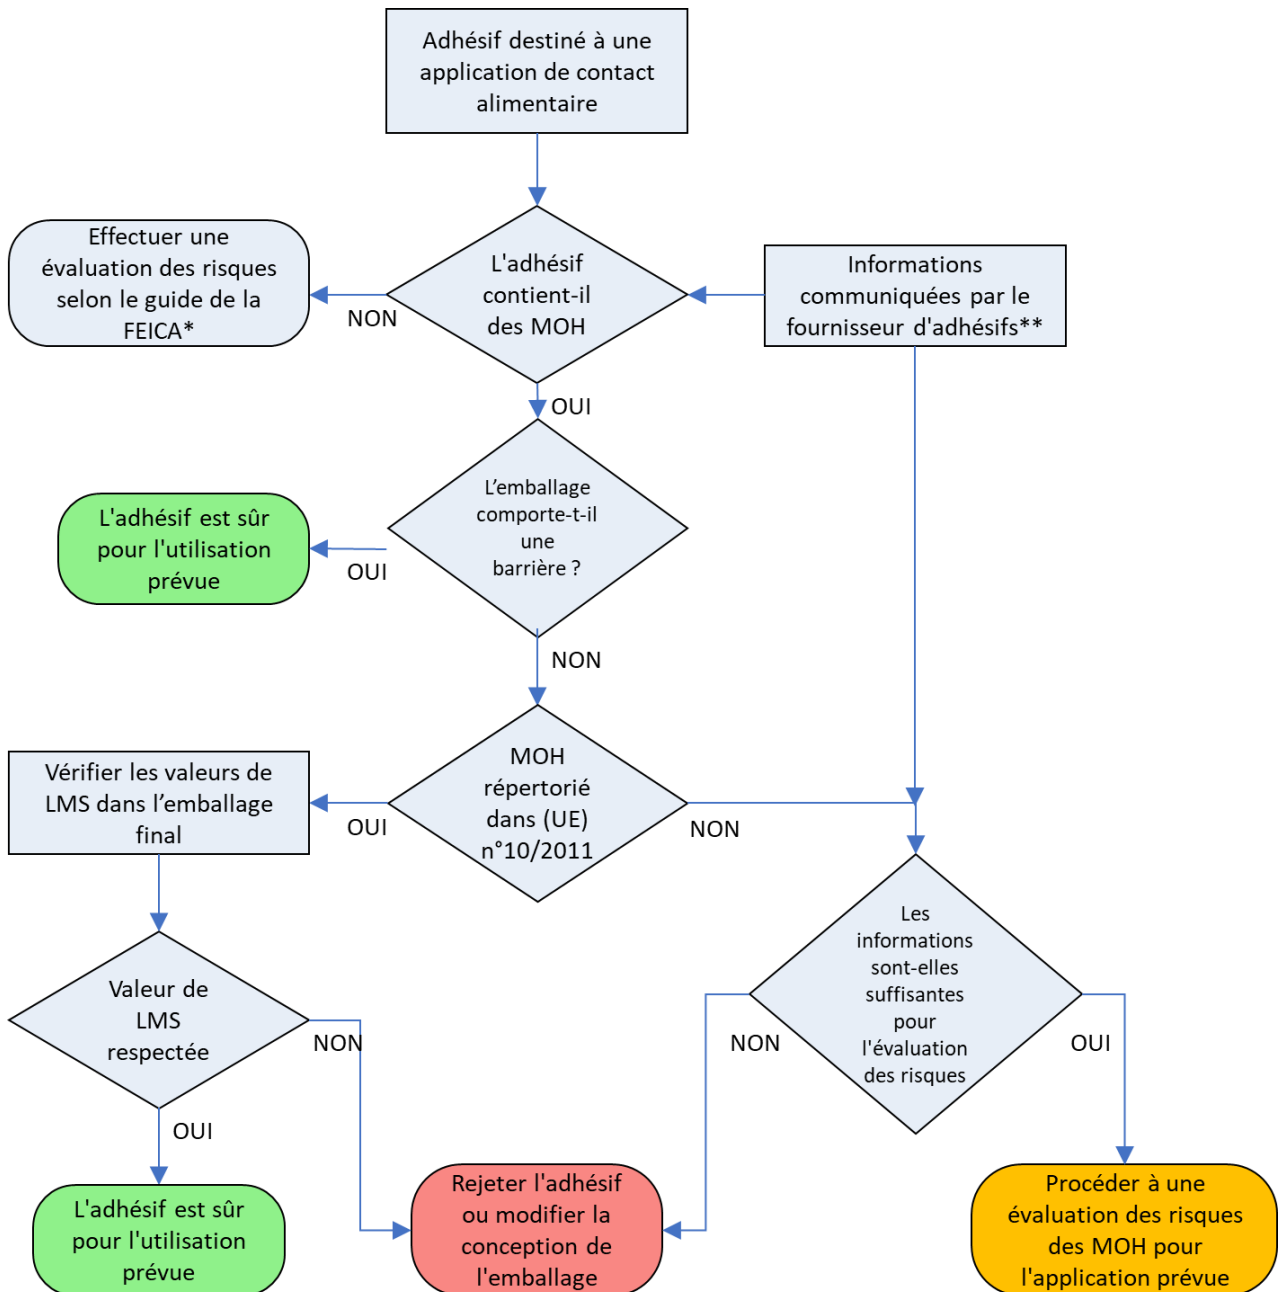 Adhésif destiné à une
application de contact
alimentaire
Effectuer une
évaluation des risques
selon le guide de la
FEICA*
NON
L'adhésif
contient-il
des MOH
Informations
communiquées par le
fournisseur d'adhésifs**
OUI
L’emballage
comporte-t-il
une
barrière ?
L'adhésif est sûr
pour l'utilisation
prévue
OUI
NON
MOH
répertorié
dans (UE)
n°10/2011
Vérifier les valeurs de
LMS dans l’emballage
final
OUI
NON
Les
informations
sont-elles
suffisantes
pour
l'évaluation
des risques
Valeur de
LMS
respectée
NON
NON
OUI
OUI
L'adhésif est sûr
pour l'utilisation
prévue
Rejeter l'adhésif
ou modifier la
conception de
l'emballage
Procéder à une
évaluation des risques
des MOH pour
l'application prévue